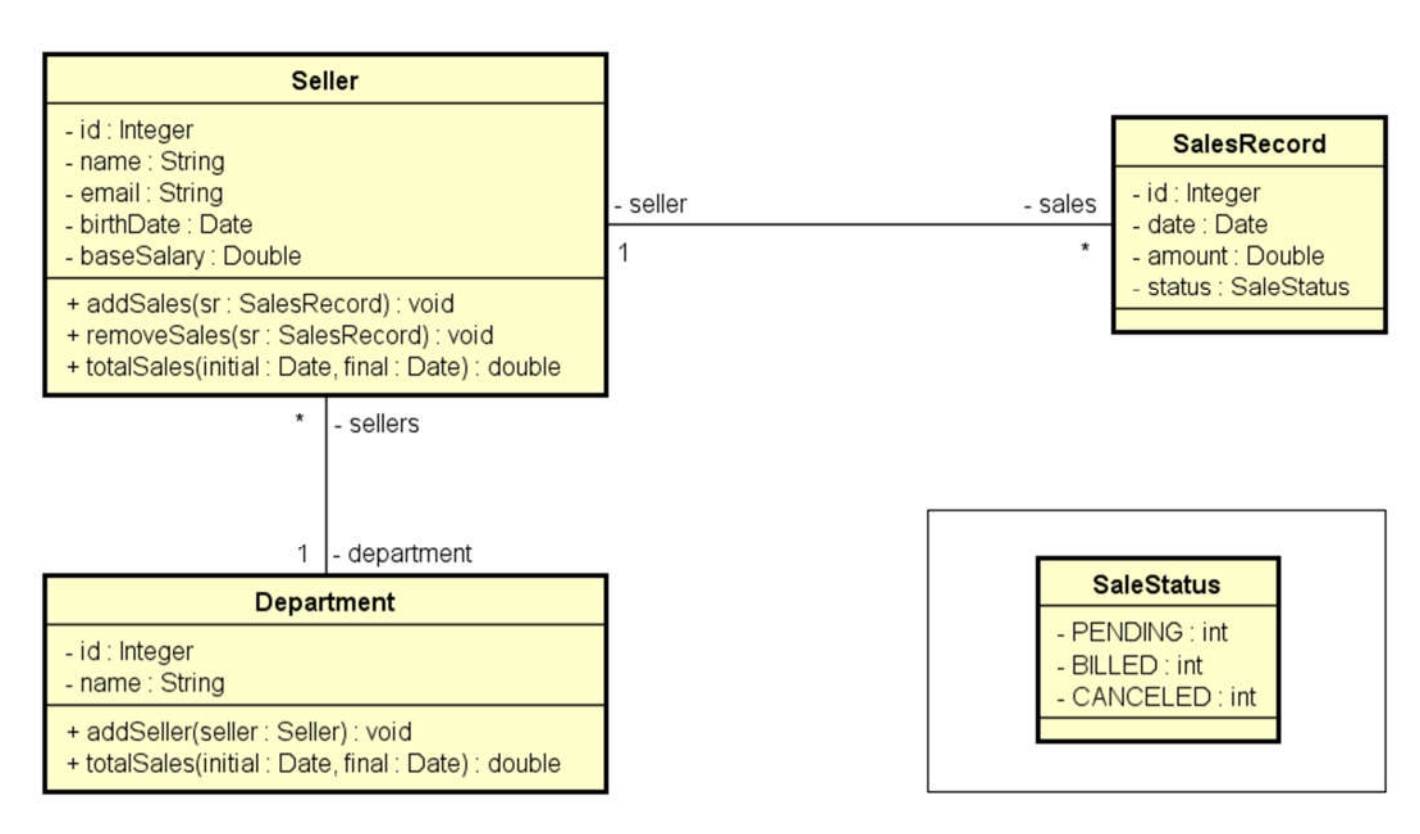 Seller
- id : Integer
- name : String
- email : String
- birthDate : Date
- baseSalary : Double
+ addSales(sr : SalesRecord) : void
+ removeSales(sr : SalesRecord) : void
+ totalSales(initial : Date, final : Date) : double
- seller
1
- sales
*
SalesRecord
- id : Integer
- date : Date
- amount : Double
- status : SaleStatus
* - sellers
1 - department
Department
- id : Integer
- name : String
+ addSeller(seller : Seller) : void
+ totalSales(initial : Date, final : Date) : double
SaleStatus
- PENDING : int
- BILLED : int
- CANCELED : int